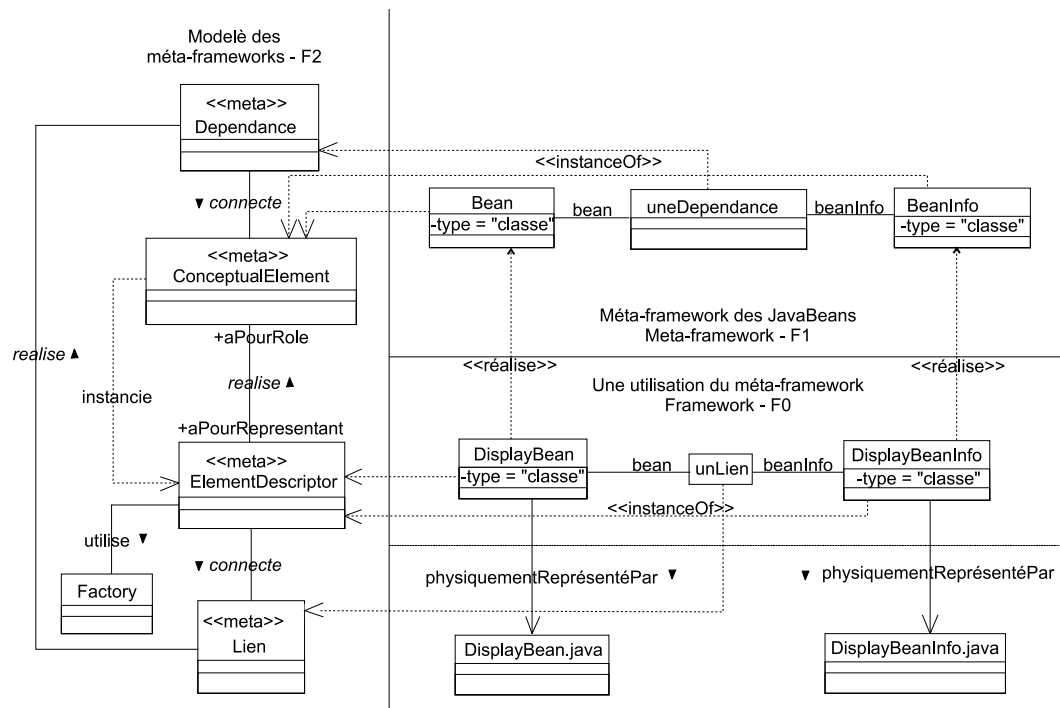 Modelè des
méta-frameworks - F2
<<meta>>
Dependance
▼ connecte
<<meta>>
ConceptualElement
+aPourRole
realise ▲
realise ▲
instancie
+aPourRepresentant
<<meta>>
ElementDescriptor
utilise ▼
▼ connecte
Factory
<<meta>>
Lien
<<instanceOf>>
Bean
-type = "classe"
bean
uneDependance
beanInfo
BeanInfo
-type = "classe"
Méta-framework des JavaBeans
Meta-framework - F1
<<réalise>>
<<réalise>>
Une utilisation du méta-framework
Framework - F0
DisplayBean
-type = "classe"
bean
unLien
beanInfo
DisplayBeanInfo
-type = "classe"
<<instanceOf>>
physiquementReprésentéPar ▼
▼ physiquementReprésentéPar
DisplayBean.java
DisplayBeanInfo.java